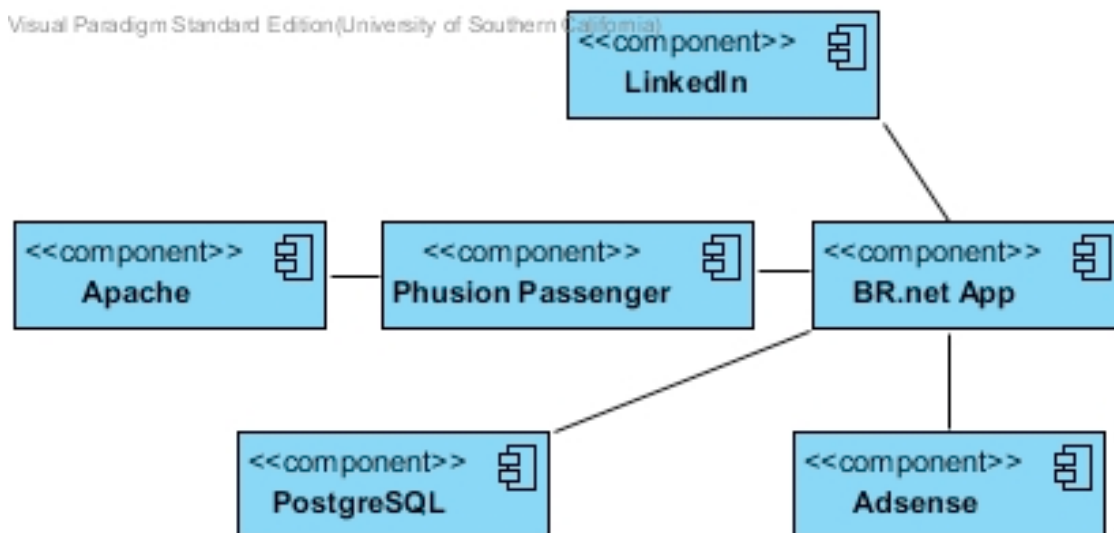 Visual Paradigm Standard Edition(University of Southern California)
<<component>>
LinkedIn
<<component>>
Apache
<<component>>
Phusion Passenger
<<component>>
BR.net App
<<component>>
PostgreSQL
<<component>>
Adsense